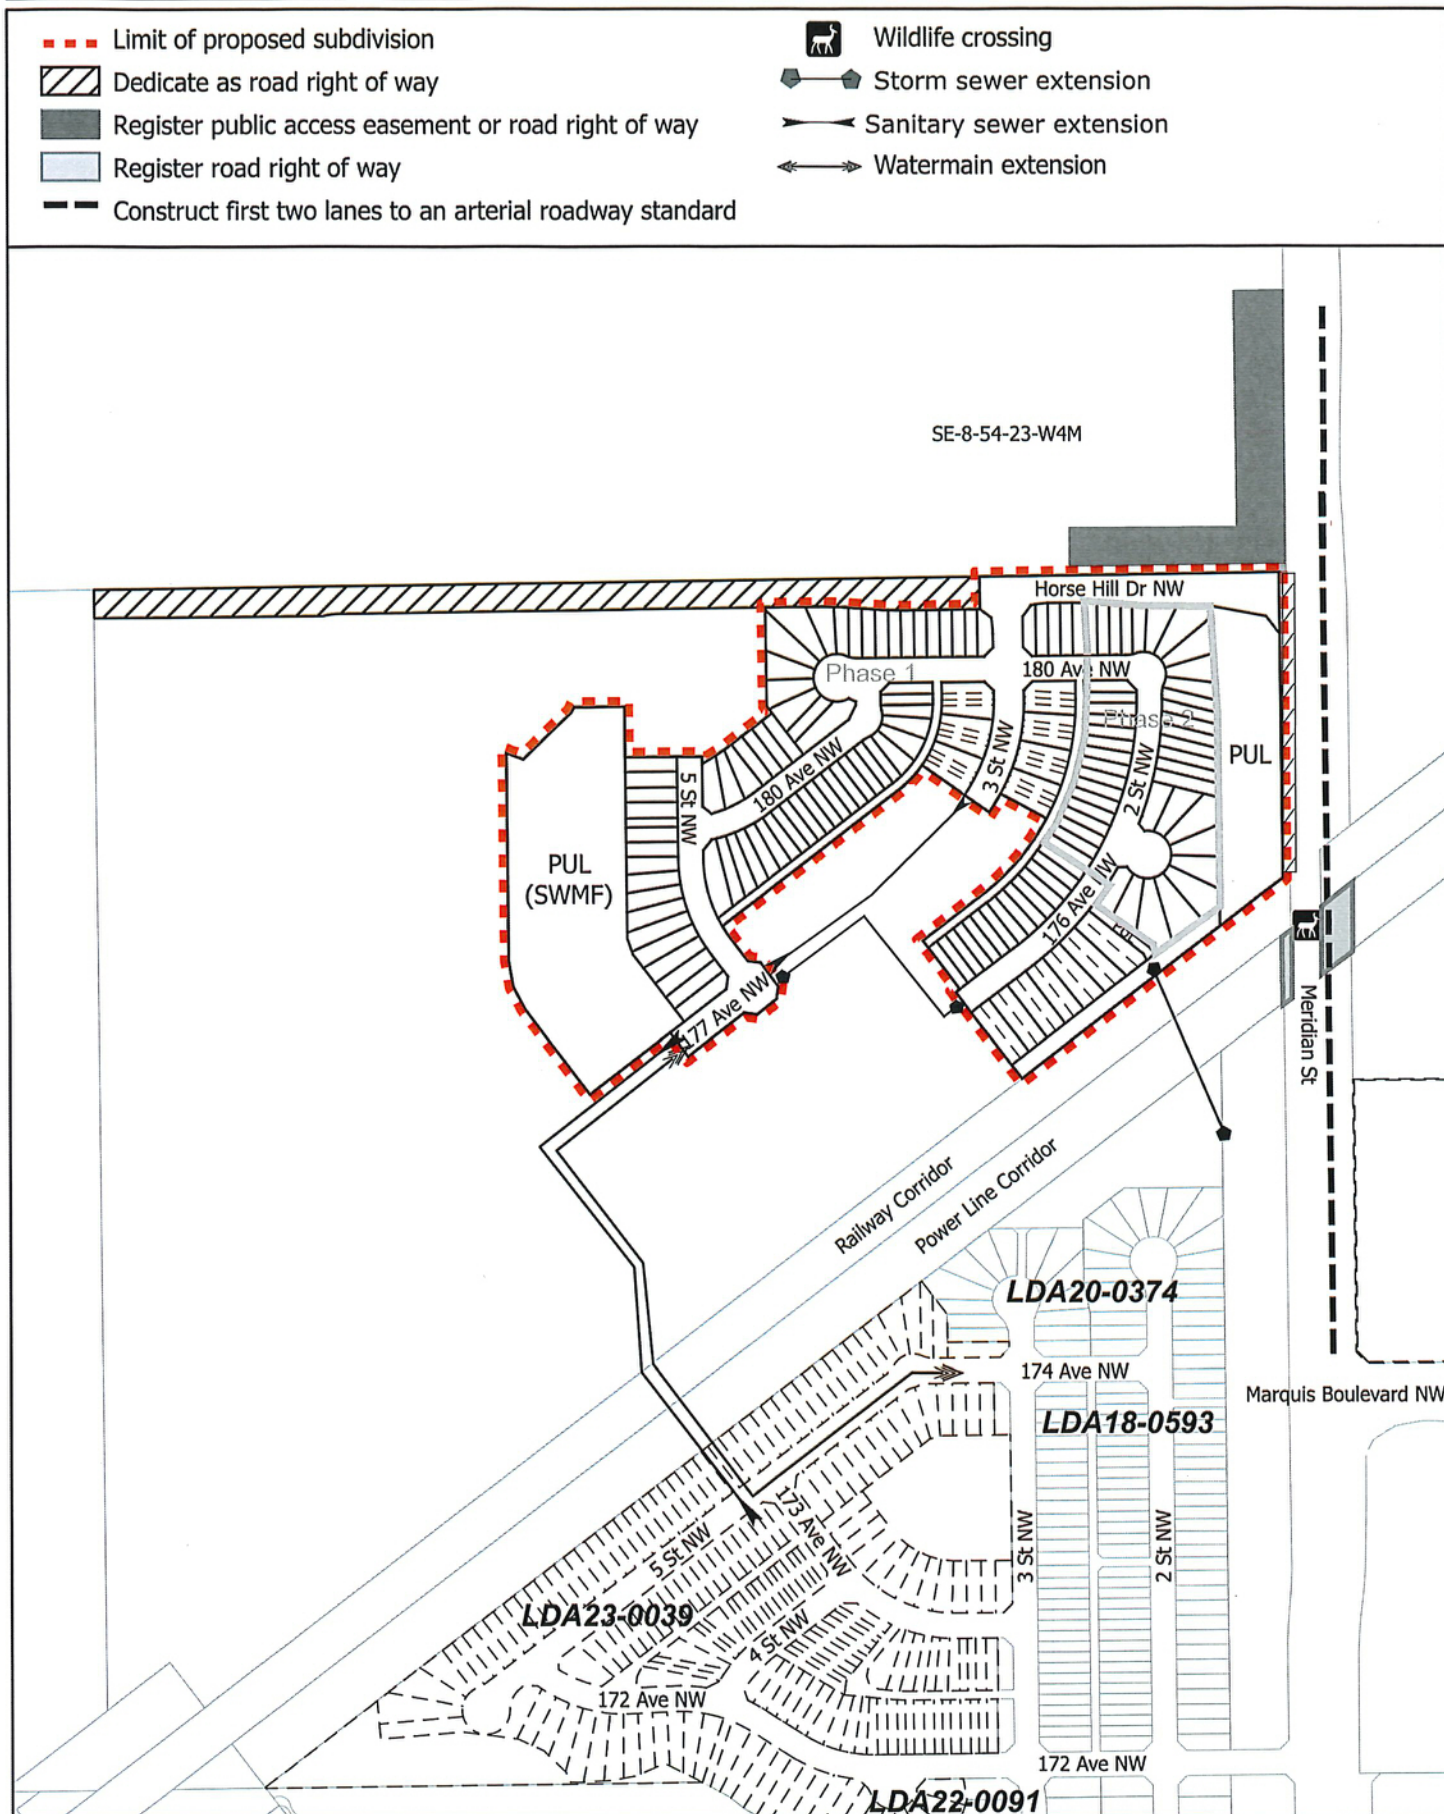 Limit of proposed subdivision
Dedicate as road right of way
Register public access easement or road right of way
Register road right of way
Construct first two lanes to an arterial roadway standard
Wildlife crossing
Storm sewer extension
Sanitary sewer extension
Watermain extension
SE-8-54-23-W4M
Horse Hill Dr NW
Phase 1
180 Ave NW
Phase 2
3 St NW
2 St NW
PUL
5 St NW
180 Ave NW
PUL
(SWMF)
176 Ave NW
PUL
177 Ave NW
Meridian St
Railway Corridor
Power Line Corridor
LDA20-0374
174 Ave NW
Marquis Boulevard NW
LDA18-0593
173 Ave NW
5 St NW
3 St NW
2 St NW
LDA23-0039
4 St NW
172 Ave NW
172 Ave NW
LDA22-0091